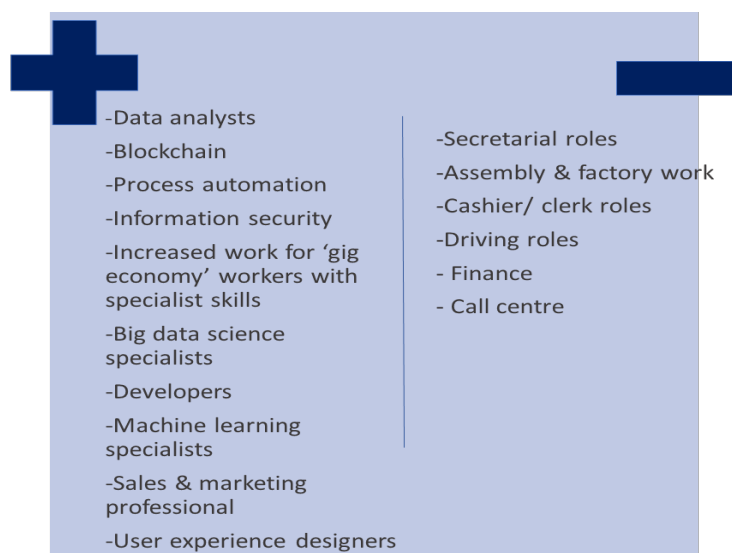 -Data analysts
-Blockchain
-Process automation
-Information security
-Increased work for ‘gig
economy’ workers with
specialist skills
-Big data science
specialists
-Developers
-Machine learning
specialists
-Sales & marketing
professional
-User experience designers
-Secretarial roles
-Assembly & factory work
-Cashier/ clerk roles
-Driving roles
- Finance
- Call centre